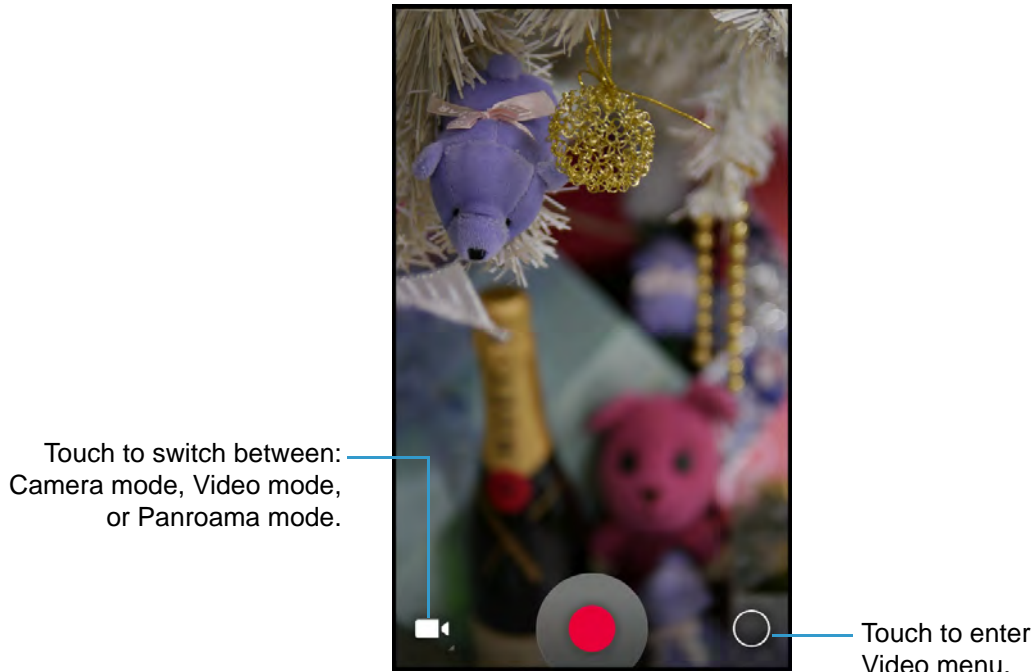 Touch to switch between:
Camera mode, Video mode,
or Panroama mode.
Touch to enter
Video menu.